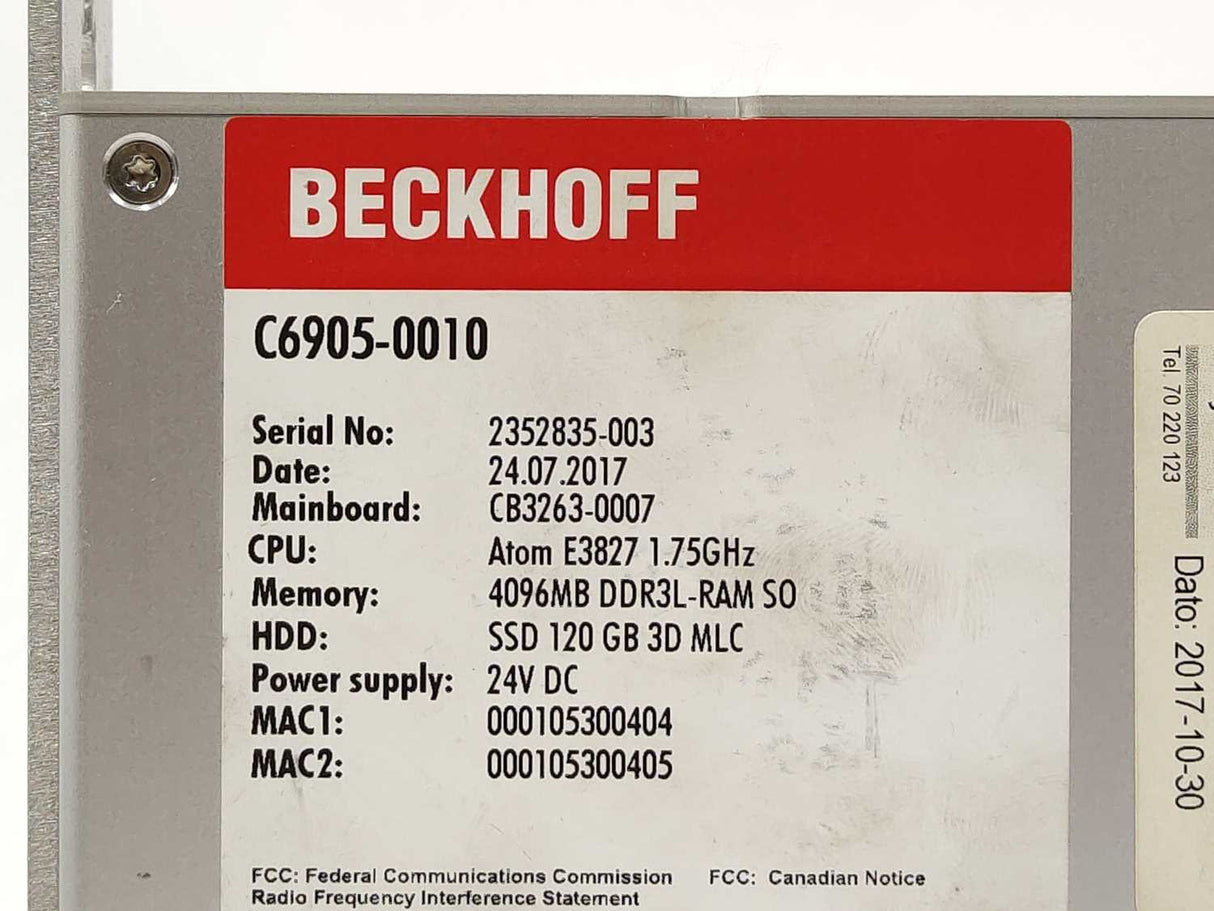 BECKHOFF
C6905-0010
Serial No: 2352835-003
Date: 24.07.2017
Mainboard: CB3263-0007
CPU: Atom E3827 1.75GHz
Memory: 4096MB DDR3L-RAM SO
HDD: SSD 120 GB 3D MLC
Power supply: 24V DC
MAC1: 000105300404
MAC2: 000105300405
FCC: Federal Communications Commission FCC: Canadian Notice
Radio Frequency Interference Statement
Tel. 70 220 123
Dato: 2017-10-30